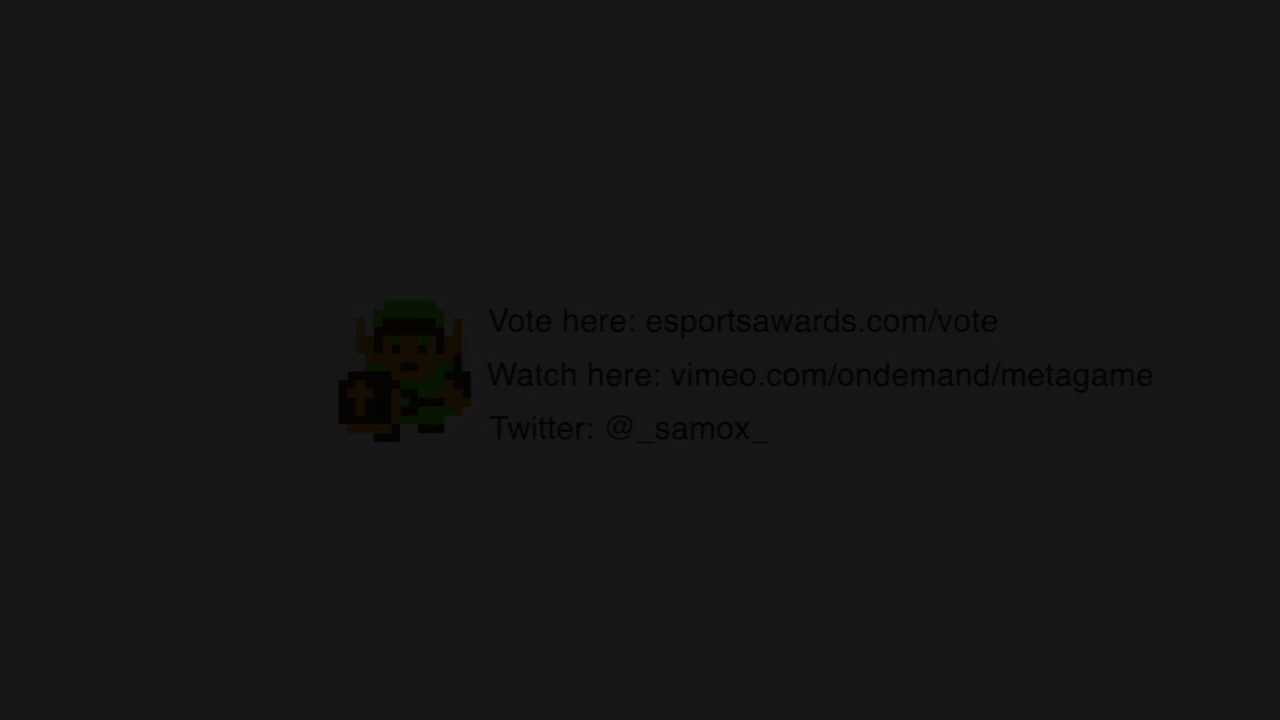 Vote here: esportsawards.com/vote
Watch here: vimeo.com/ondemand/metagame
Twitter: @_samox_